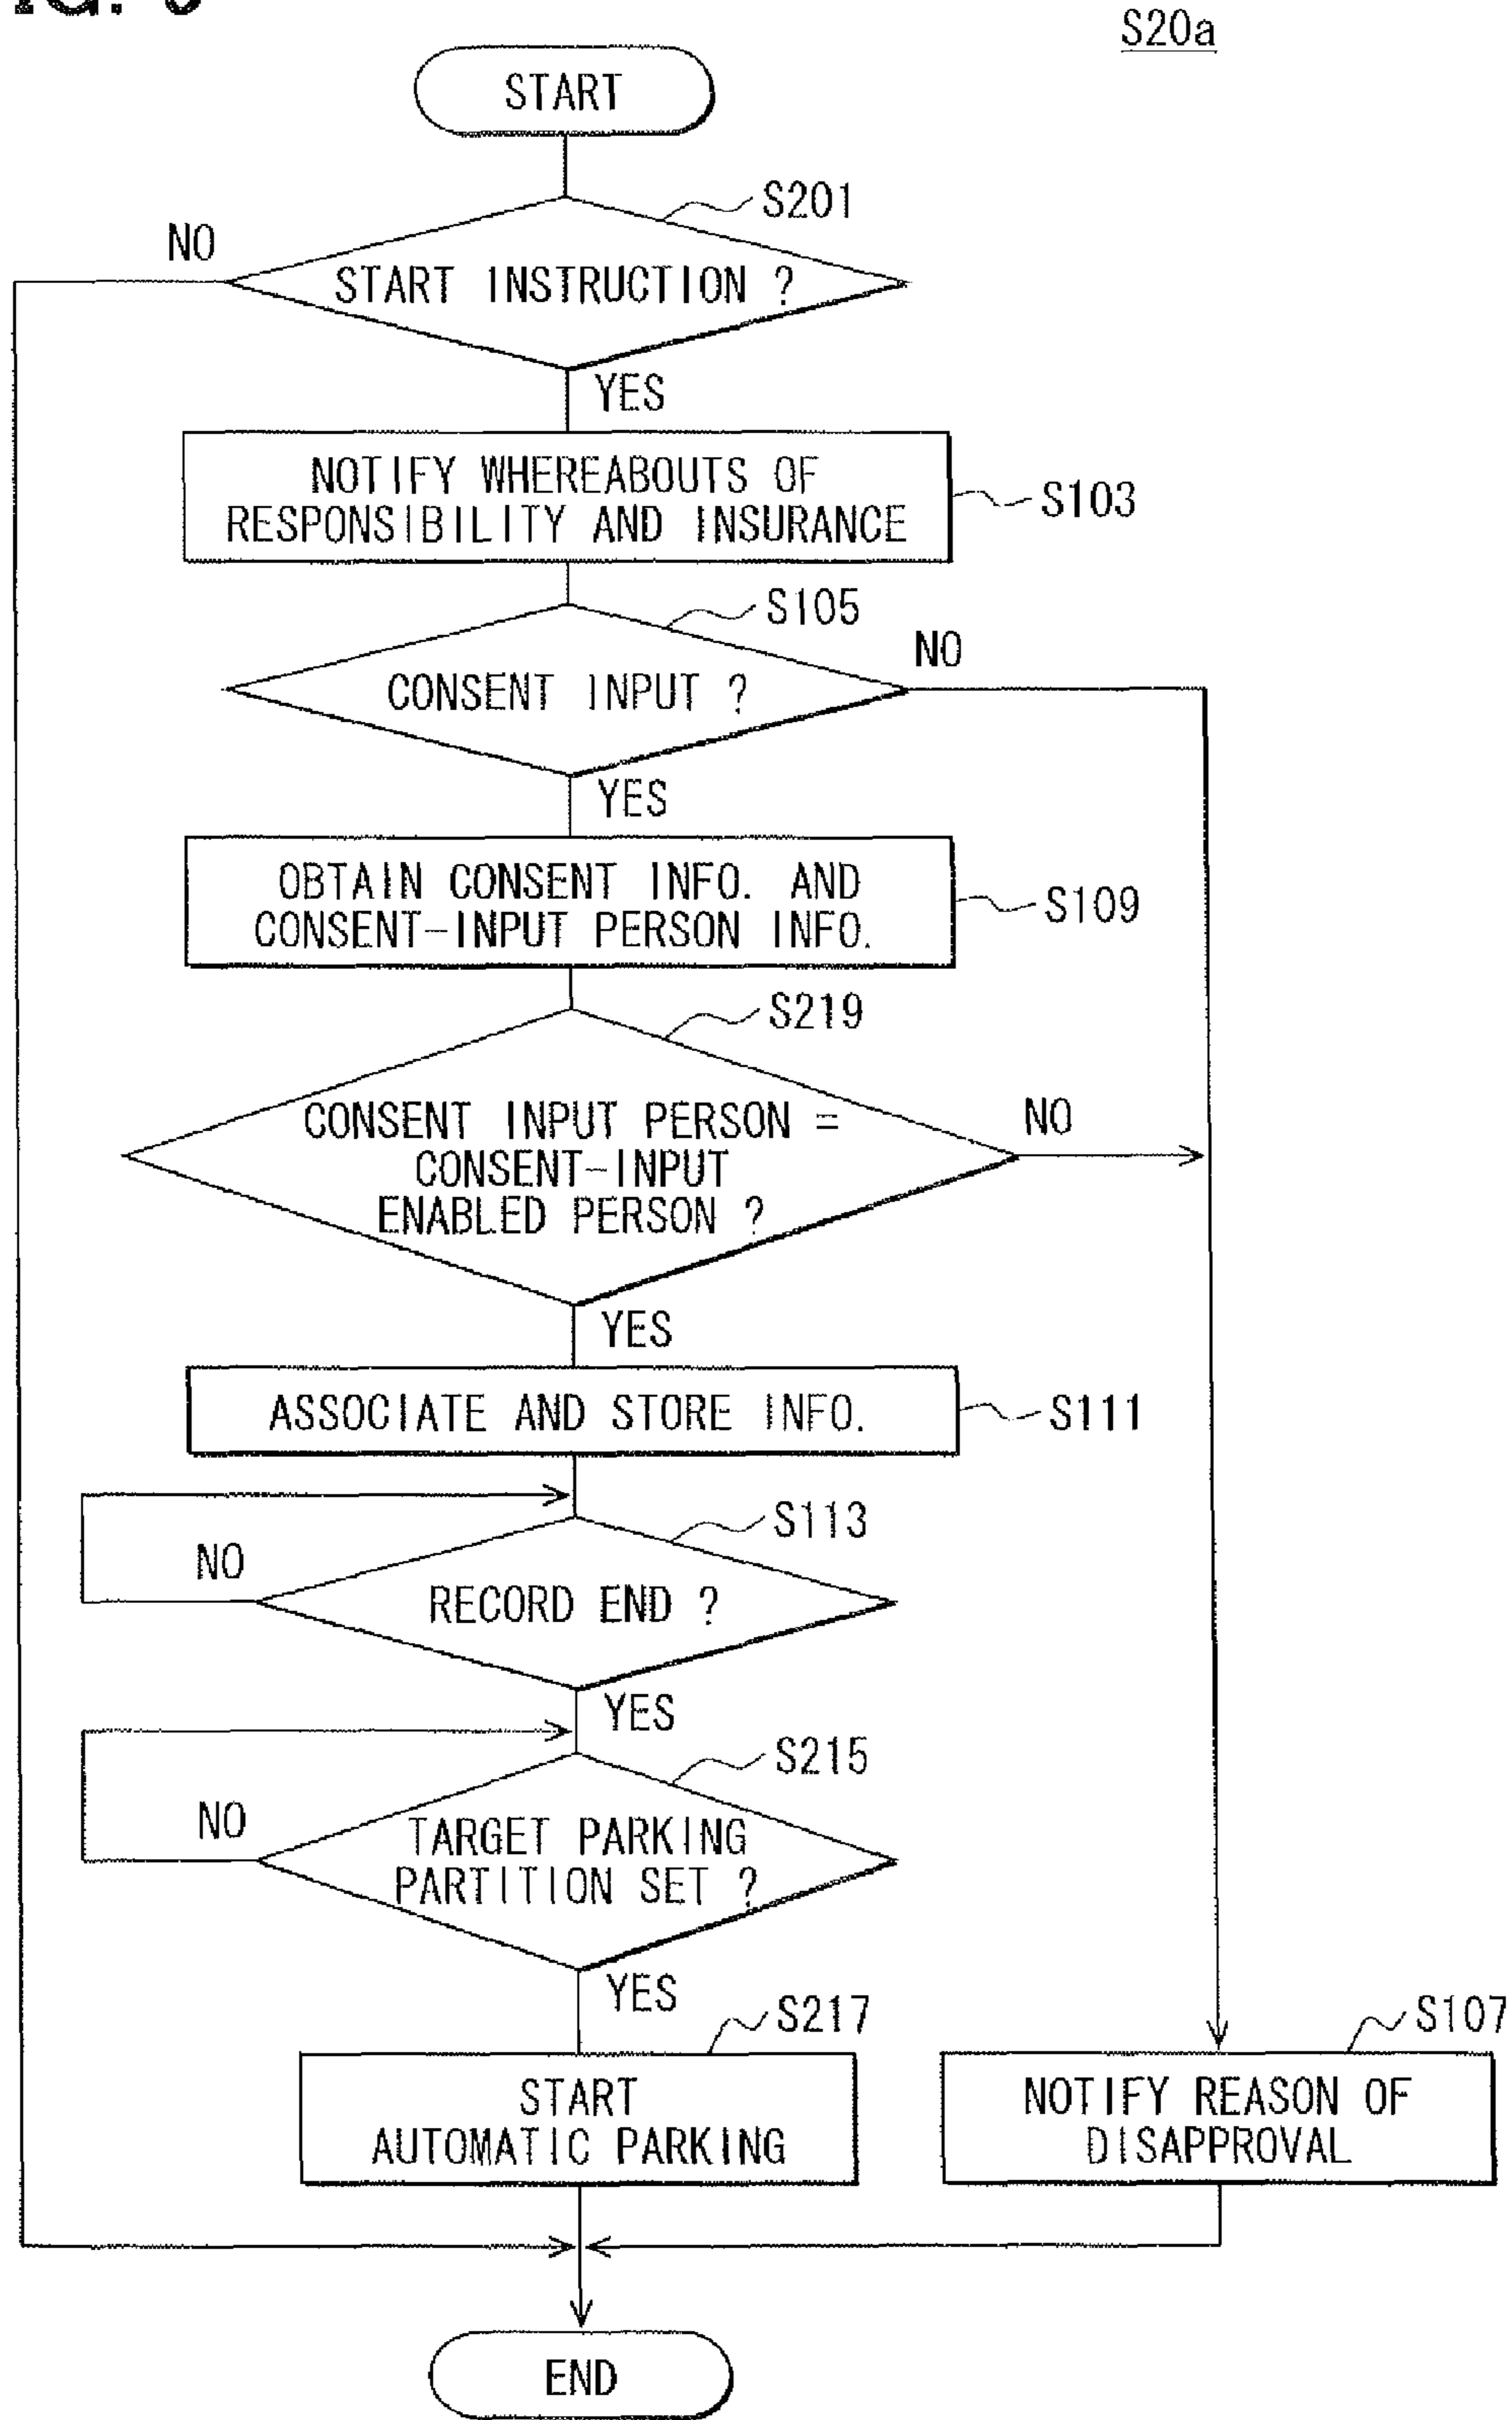 S20a
START
S201
NO
START INSTRUCTION ?
YES
NOTIFY WHEREABOUTS OF
RESPONSIBILITY AND INSURANCE
S103
S105
NO
CONSENT INPUT ?
YES
OBTAIN CONSENT INFO. AND
CONSENT-INPUT PERSON INFO.
S109
S219
CONSENT INPUT PERSON =
CONSENT-INPUT
ENABLED PERSON ?
NO
YES
ASSOCIATE AND STORE INFO.
S111
S113
NO
RECORD END ?
YES
S215
NO
TARGET PARKING
PARTITION SET ?
YES
S217
START
AUTOMATIC PARKING
S107
NOTIFY REASON OF
DISAPPROVAL
END